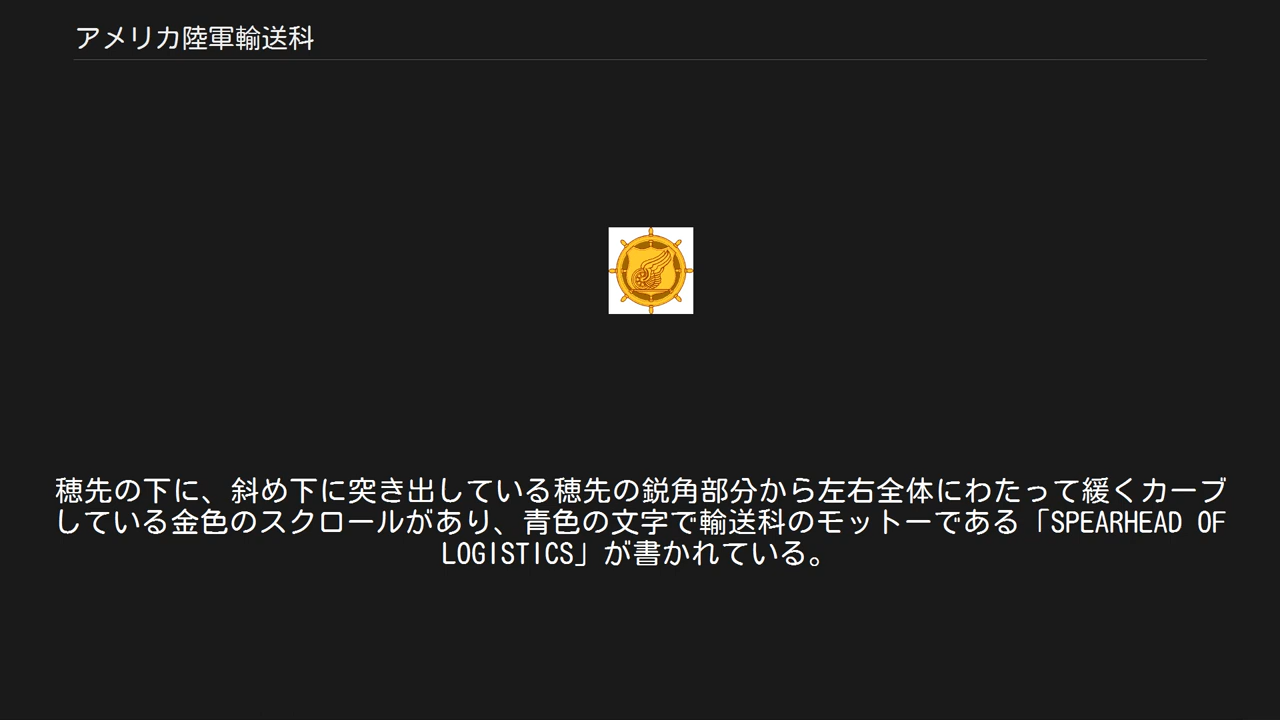 アメリカ陸軍輸送科
穂先の下に、斜め下に突き出している穂先の鋭角部分から左右全体にわたって緩くカーブ
している金色のスクロールがあり、青色の文字で輸送科のモットーである「SPEARHEAD OF
LOGISTICS」が書かれている。